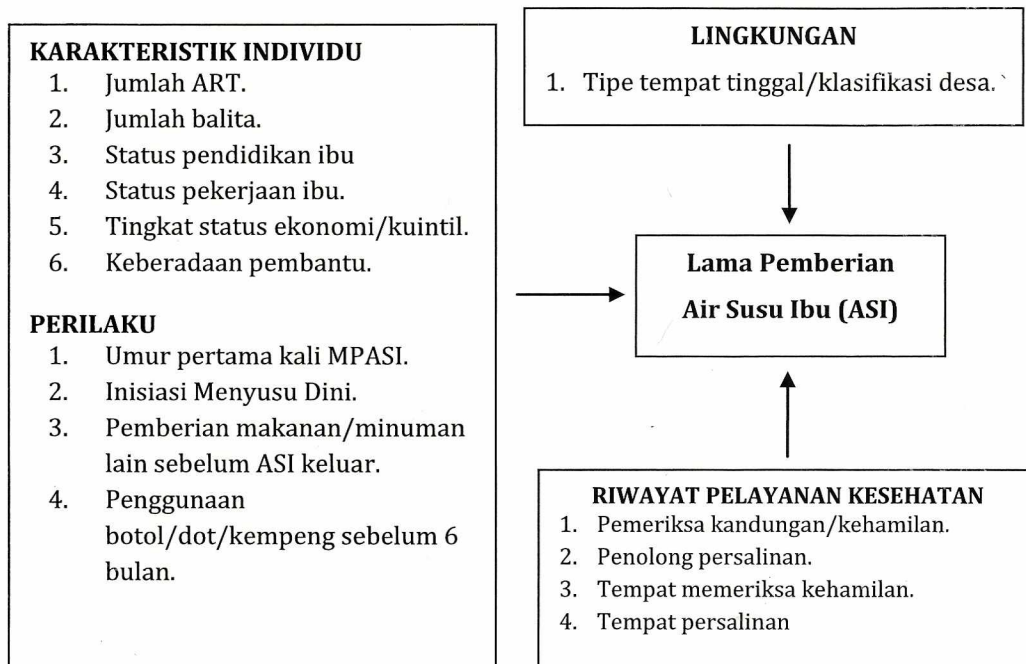 KARAKTERISTIK INDIVIDU
1. Jumlah ART.
2. Jumlah balita.
3. Status pendidikan ibu
4. Status pekerjaan ibu.
5. Tingkat status ekonomi/kuintil.
6. Keberadaan pembantu.
PERILAKU
1. Umur pertama kali MPASI.
2. Inisiasi Menyusu Dini.
3. Pemberian makanan/minuman
lain sebelum ASI keluar.
4. Penggunaan
botol/dot/kempeng sebelum 6
bulan.
LINGKUNGAN
1. Tipe tempat tinggal/klasifikasi desa.
Lama Pemberian
Air Susu Ibu (ASI)
RIWAYAT PELAYANAN KESEHATAN
1. Pemeriksa kandungan/kehamilan.
2. Penolong persalinan.
3. Tempat memeriksa kehamilan.
4. Tempat persalinan